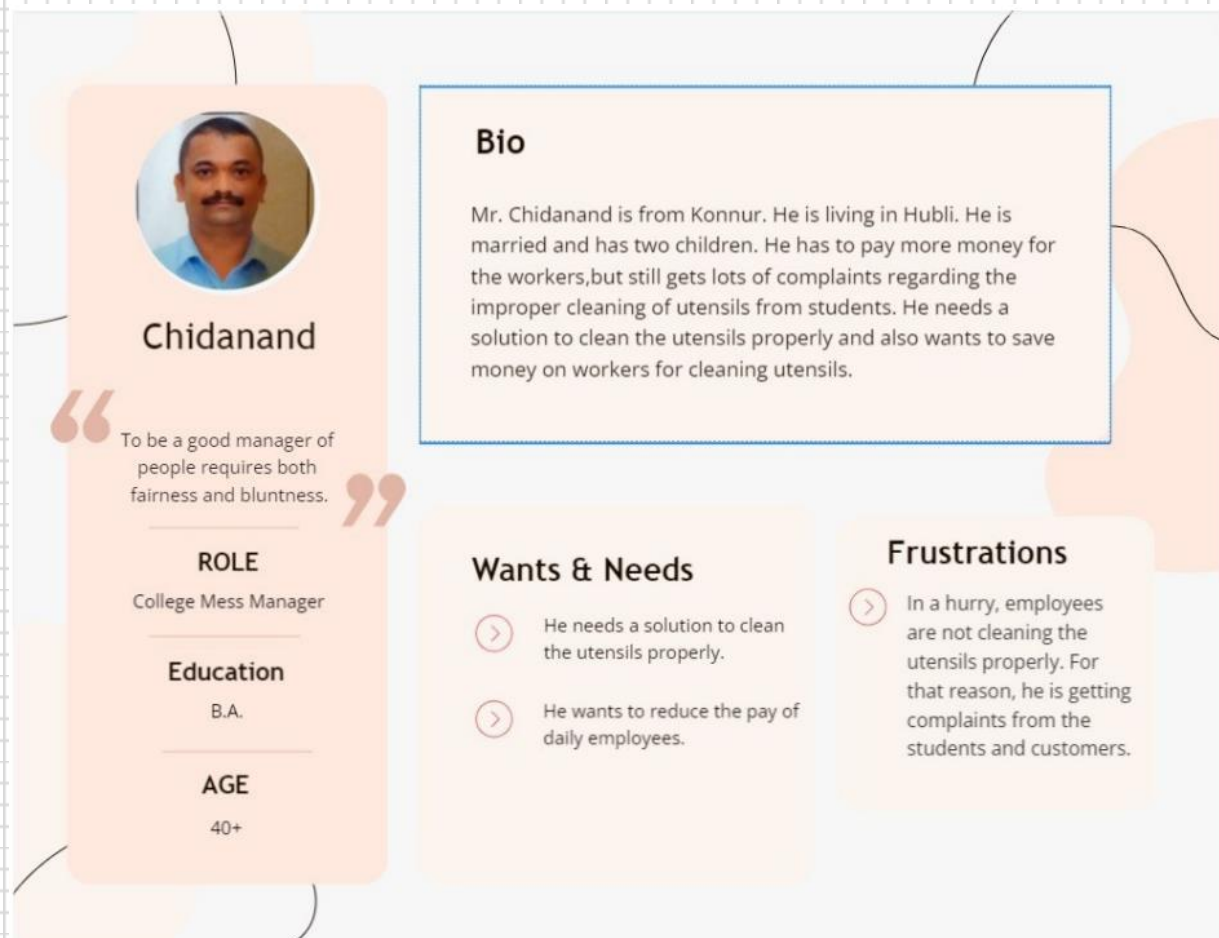 Chidanand
“
To be a good manager of
people requires both
fairness and bluntness.
”
ROLE
College Mess Manager
Education
B.A.
AGE
40+
Bio
Mr. Chidanand is from Konnur. He is living in Hubli. He is
married and has two children. He has to pay more money for
the workers,but still gets lots of complaints regarding the
improper cleaning of utensils from students. He needs a
solution to clean the utensils properly and also wants to save
money on workers for cleaning utensils.
Wants & Needs
He needs a solution to clean
the utensils properly.
He wants to reduce the pay of
daily employees.
Frustrations
In a hurry, employees
are not cleaning the
utensils properly. For
that reason, he is getting
complaints from the
students and customers.